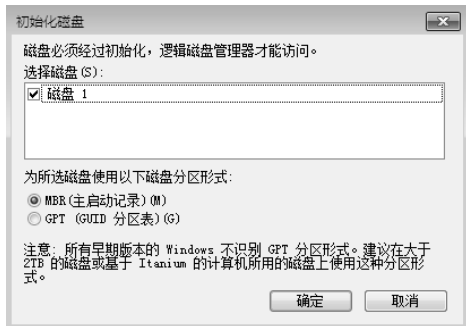 初始化磁盘
磁盘必须经过初始化，逻辑磁盘管理器才能访问。
选择磁盘(S):
磁盘 1
为所选磁盘使用以下磁盘分区形式:
MBR(主启动记录)(M)
GPT (GUID 分区表)(G)
注意: 所有早期版本的 Windows 不识别 GPT 分区形式。建议在大于
2TB 的磁盘或基于 Itanium 的计算机所用的磁盘上使用这种分区形
式。
确定 取消